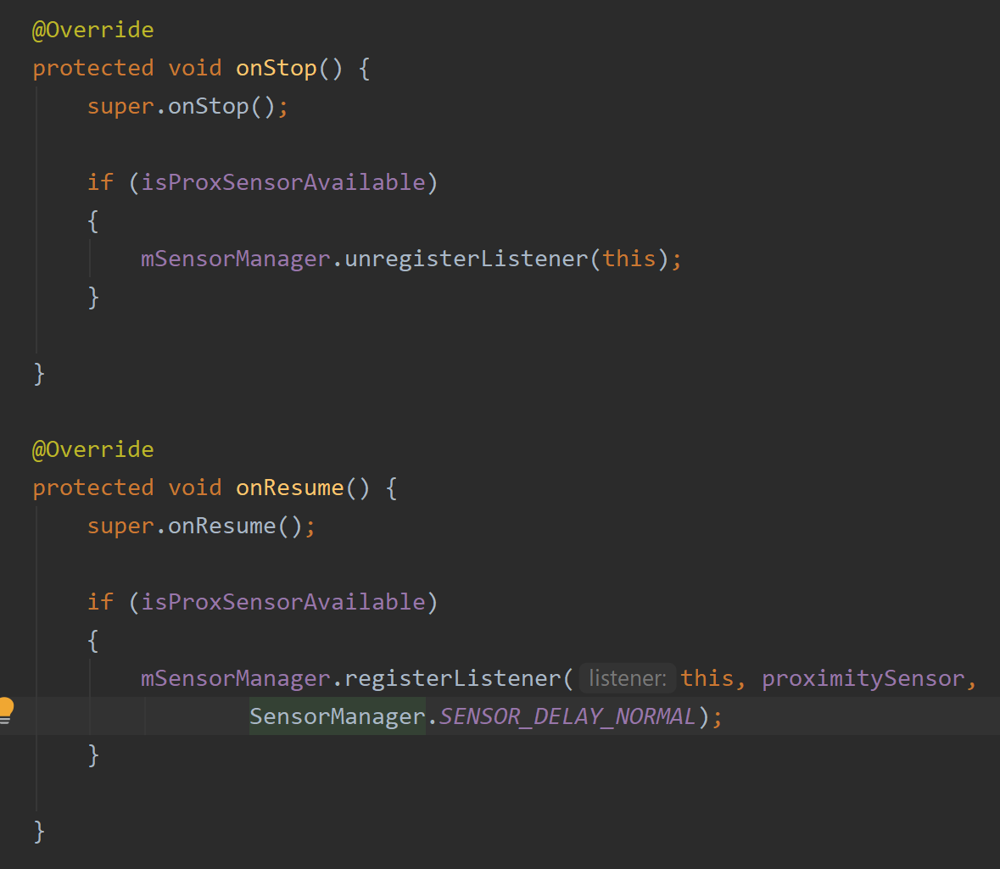 @Override
protected void onStop() {
super.onStop();
if (isProxSensorAvailable)
{
mSensorManager.unregisterListener(this);
}
}
@Override
protected void onResume() {
super.onResume();
if (isProxSensorAvailable)
{
mSensorManager.registerListener( listener: this, proximitySensor,
SensorManager.SENSOR_DELAY_NORMAL);
}
}